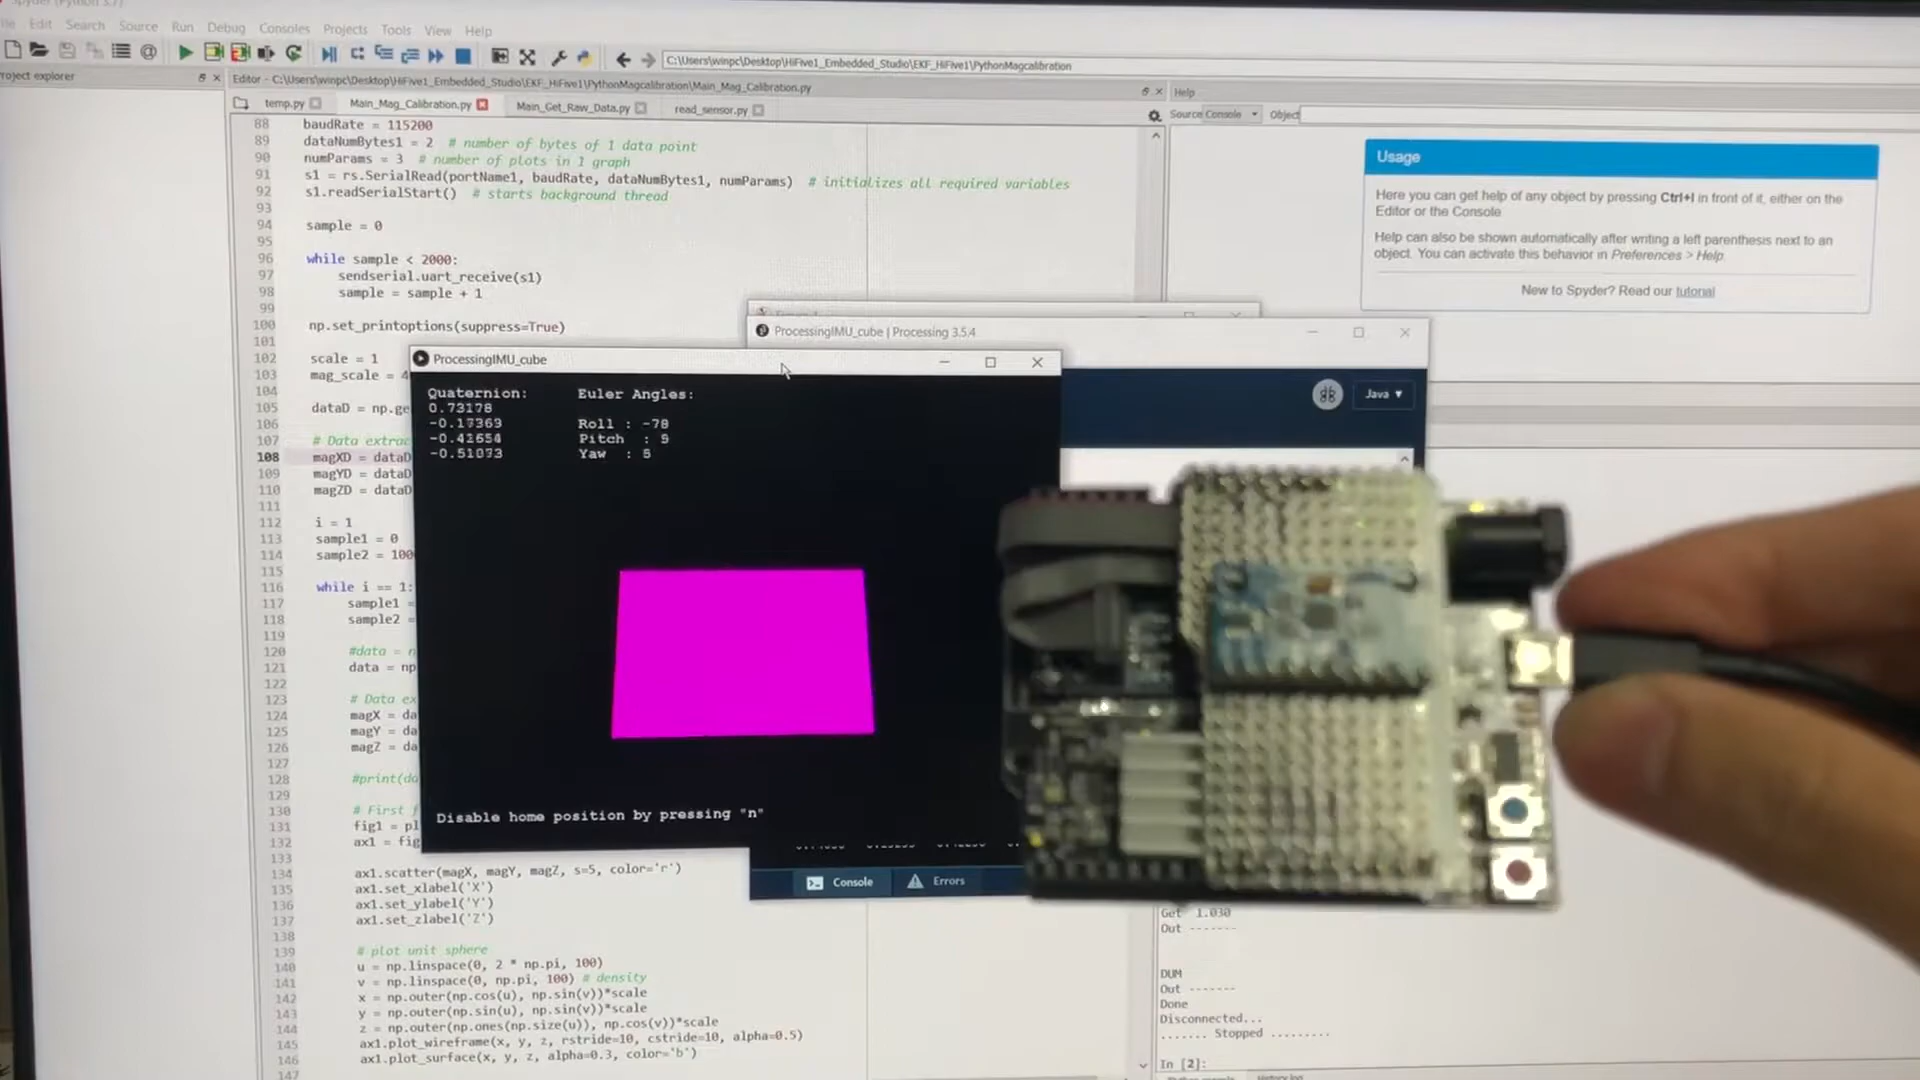 Spyder (Python 3.7)
File Edit Search Source Run Debug Consoles Projects Tools View Help
C:\Users\winpc\Desktop\HiFive1_Embedded_Studio\EKF_HiFive1\PythonMagcalibration
Project explorer
Editor - C:\Users\winpc\Desktop\HiFive1_Embedded_Studio\EKF_HiFive1\PythonMagcalibration\Main_Mag_Calibration.py
temp.py Main_Mag_Calibration.py Main_Get_Raw_Data.py read_sensor.py
88 baudRate = 115200
89 dataNumBytes1 = 2 # number of bytes of 1 data point
90 numParams = 3 # number of plots in 1 graph
91 s1 = rs.SerialRead(portName1, baudRate, dataNumBytes1, numParams) # initializes all required variables
92 s1.readSerialStart() # starts background thread
93
94 sample = 0
95
96 while sample < 2000:
97 sendserial.uart_receive(s1)
98 sample = sample + 1
99
100 np.set_printoptions(suppress=True)
101
102 scale = 1
103 mag_scale = 4
104
105 dataD = np.ge
106
107 # Data extrac
108 magXD = dataD
109 magYD = dataD
110 magZD = dataD
111
112 i = 1
113 sample1 = 0
114 sample2 = 100
115
116 while i == 1:
117 sample1 =
118 sample2 =
119
120 #data = n
121 data = np
122
123 # Data ex
124 magX = da
125 magY = da
126 magZ = da
127
128 #print(da
129
130 # First f
131 fig1 = pl
132 ax1 = fig
133
134 ax1.scatter(magX, magY, magZ, s=5, color='r')
135 ax1.set_xlabel('X')
136 ax1.set_ylabel('Y')
137 ax1.set_zlabel('Z')
138
139 # plot unit sphere
140 u = np.linspace(0, 2 * np.pi, 100)
141 v = np.linspace(0, np.pi, 100) # density
142 x = np.outer(np.cos(u), np.sin(v))*scale
143 y = np.outer(np.sin(u), np.sin(v))*scale
144 z = np.outer(np.ones(np.size(u)), np.cos(v))*scale
145 ax1.plot_wireframe(x, y, z, rstride=10, cstride=10, alpha=0.5)
146 ax1.plot_surface(x, y, z, alpha=0.3, color='b')
147
ProcessingIMU_cube | Processing 3.5.4
Java
Console Errors
ProcessingIMU_cube
Quaternion: Euler Angles:
0.73178
-0.17369 Roll : -78
-0.42654 Pitch : 9
-0.51073 Yaw : 5
Disable home position by pressing "n"
Help
Source Console Object
Usage
Here you can get help of any object by pressing Ctrl+I in front of it, either on the
Editor or the Console
Help can also be shown automatically after writing a left parenthesis next to an
object. You can activate this behavior in Preferences > Help.
New to Spyder? Read our tutorial
Get 1.030
Out -------
DUM
Out -------
Done
Disconnected...
....... Stopped .........
In [2]:
History log